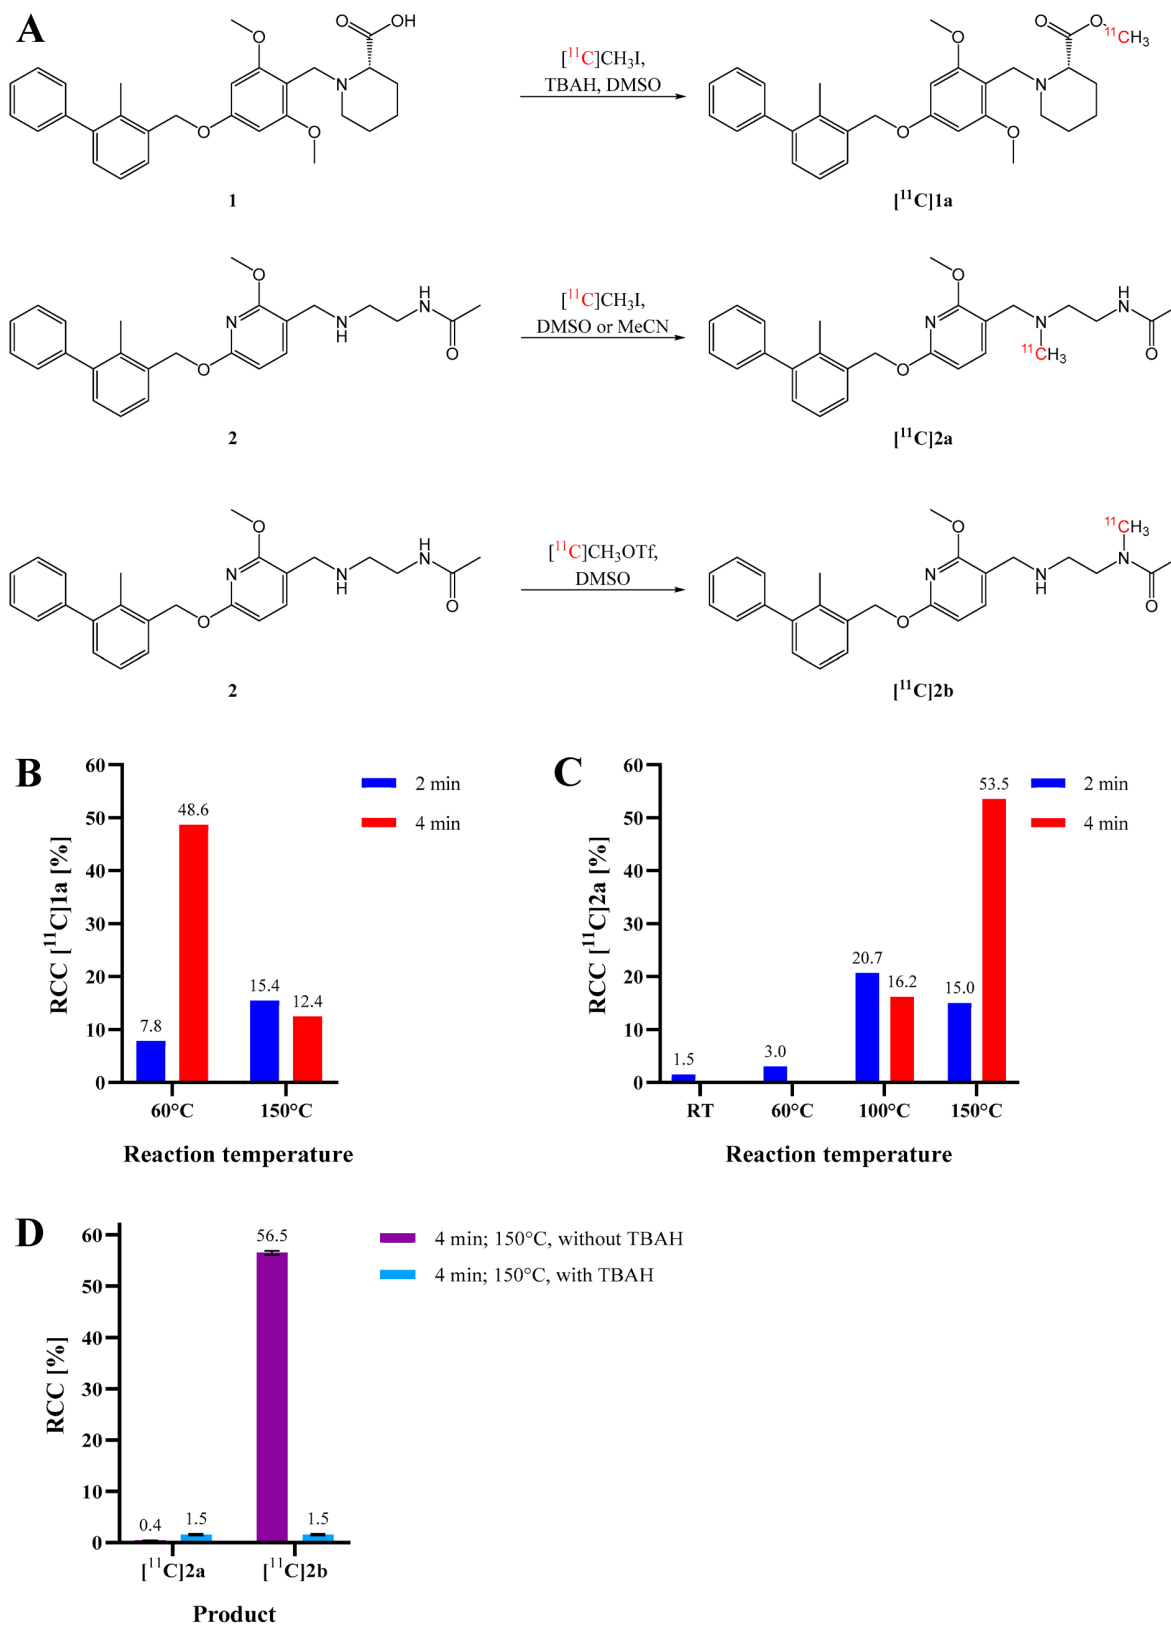 A
O
OH
O
N
O
O
[¹¹C]CH₃I,
TBAH, DMSO
O
O
¹¹CH₃
O
N
O
O
1
[¹¹C]1a
O
N
N
H
H
N
O
O
[¹¹C]CH₃I,
DMSO or MeCN
O
N
N
¹¹CH₃
H
N
O
O
2
[¹¹C]2a
O
N
N
H
H
N
O
O
[¹¹C]CH₃OTf,
DMSO
¹¹CH₃
O
N
N
H
N
O
O
2
[¹¹C]2b
B
RCC [¹¹C]1a [%]
60
50
40
30
20
10
0
7.8
48.6
15.4
12.4
2 min
4 min
60°C
150°C
Reaction temperature
C
RCC [¹¹C]2a [%]
60
50
40
30
20
10
0
1.5
3.0
20.7
16.2
15.0
53.5
2 min
4 min
RT
60°C
100°C
150°C
Reaction temperature
D
RCC [%]
60
50
40
30
20
10
0
0.4
1.5
56.5
1.5
4 min; 150°C, without TBAH
4 min; 150°C, with TBAH
[¹¹C]2a
[¹¹C]2b
Product